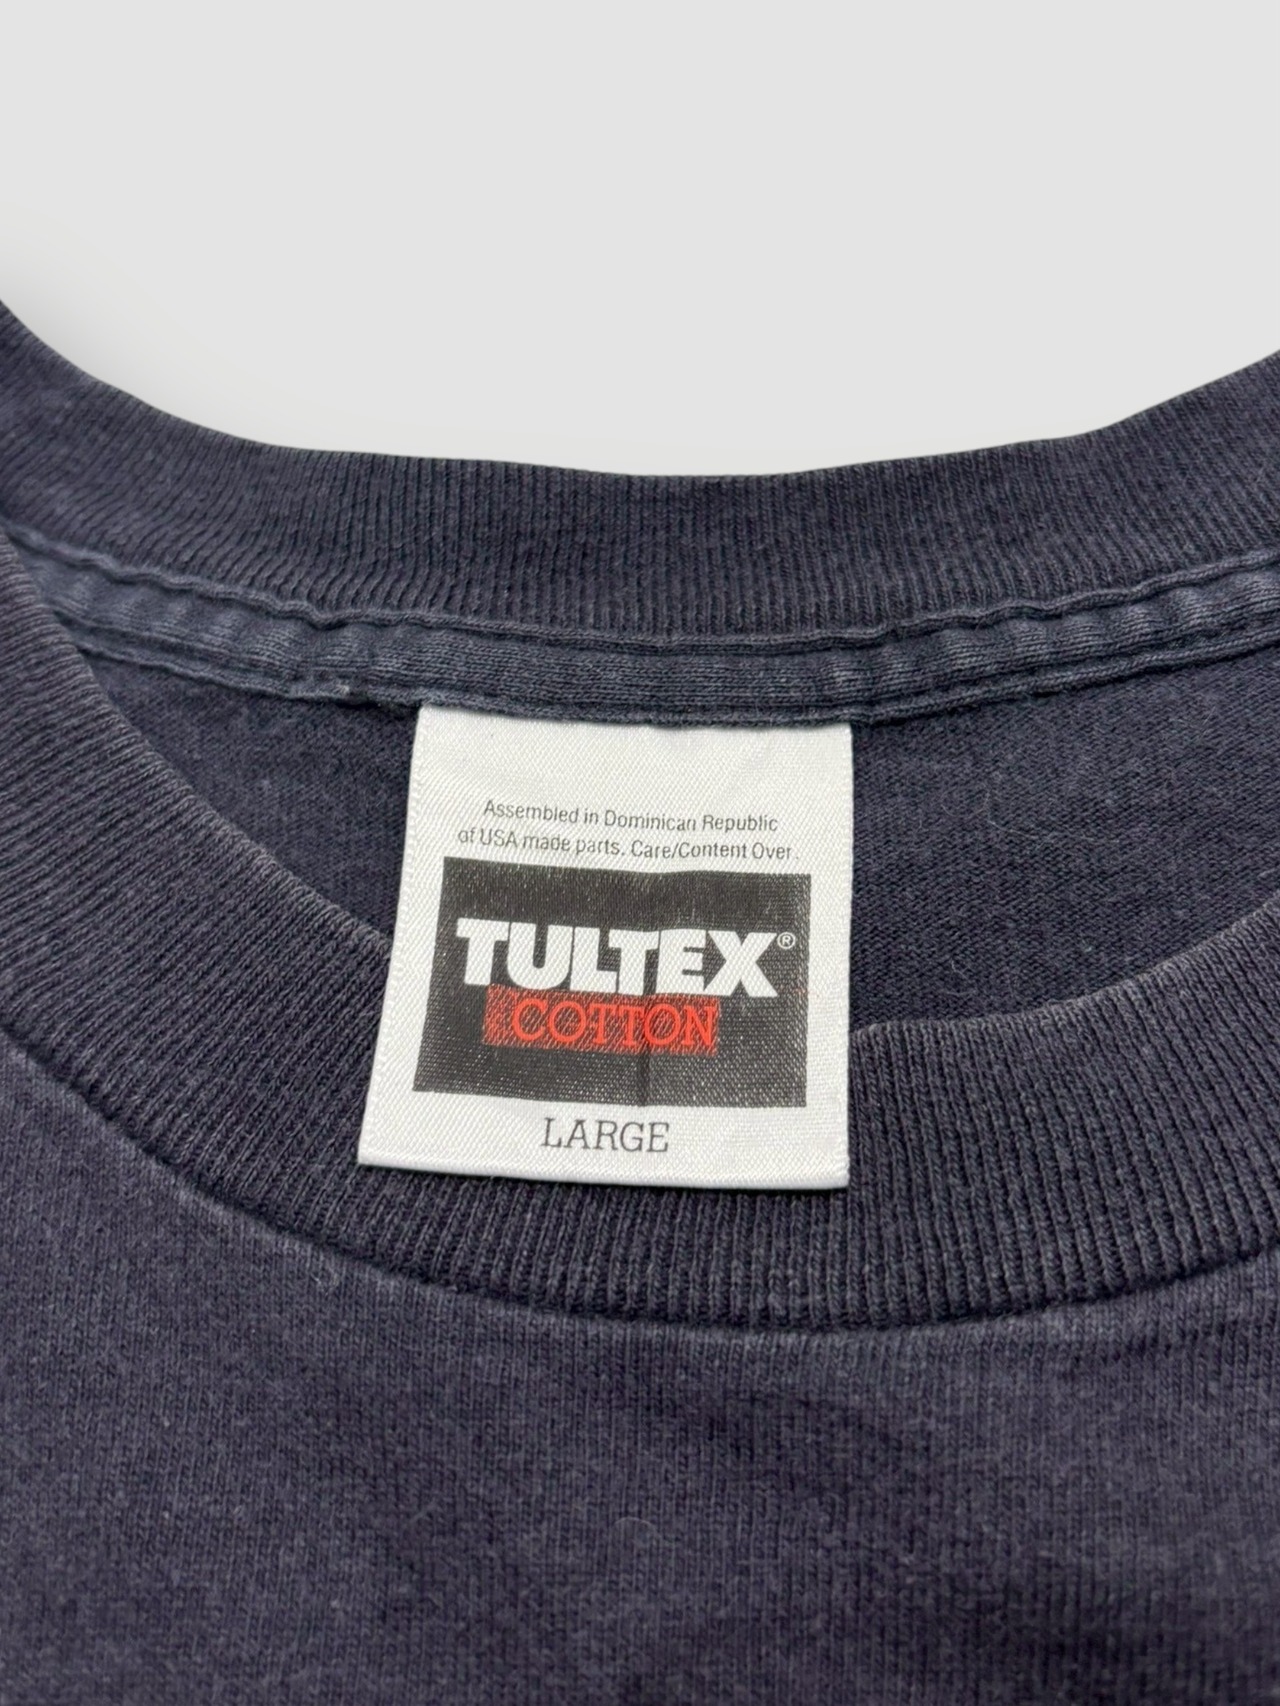 Assembled in Dominican Republic
of USA made parts. Care/Content Over.
TULTEX®
COTTON
LARGE